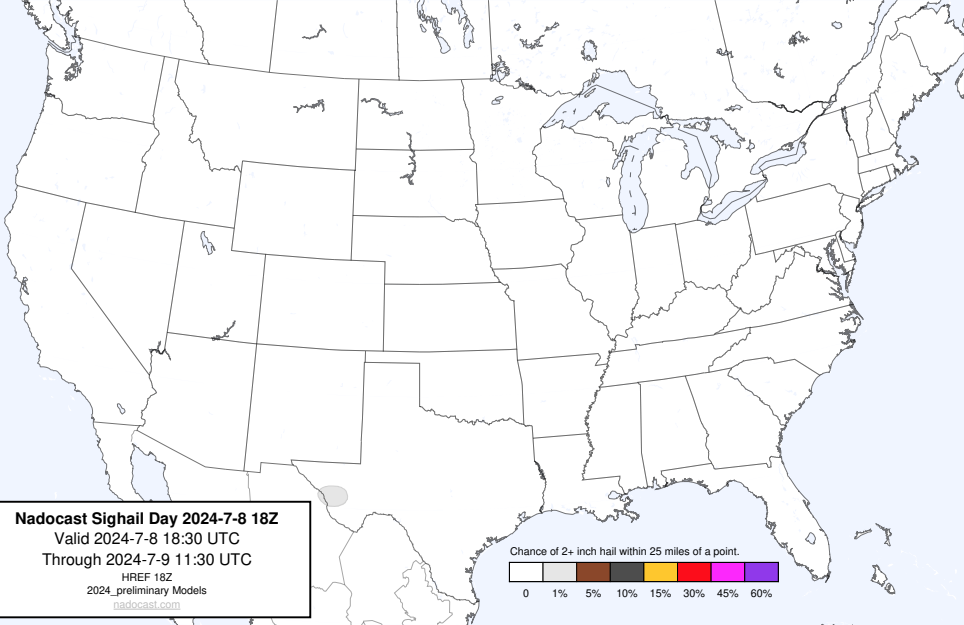 Nadocast Sighail Day 2024-7-8 18Z
Valid 2024-7-8 18:30 UTC
Through 2024-7-9 11:30 UTC
HREF 18Z
2024_preliminary Models
nadocast.com
Chance of 2+ inch hail within 25 miles of a point.
0 1% 5% 10% 15% 30% 45% 60%